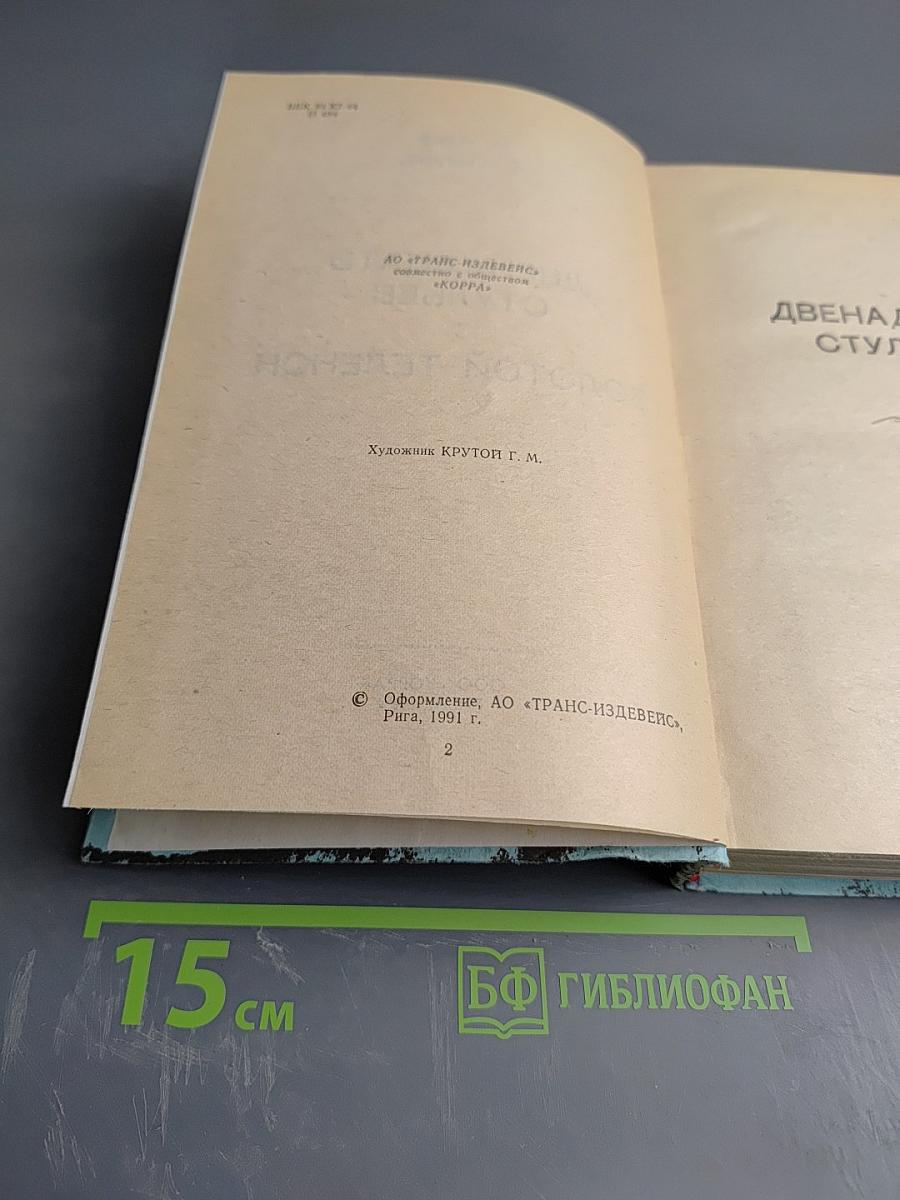 АО «ТРАНС-ИЗДЕВЕЙС»
совместно с обществом
«КОРРА»
Художник КРУТОЙ Г. М.
© Оформление, АО «ТРАНС-ИЗДЕВЕЙС»,
Рига, 1991 г.
2
ДВЕНАД
СТУЛ
15 см
БФ ГИБЛИОФАН